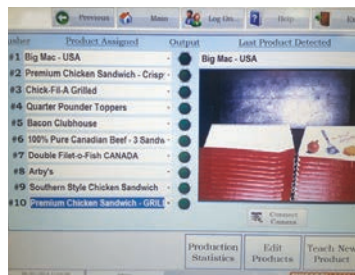 Previous Main Log On... Help...
Product Assigned Output Last Product Detected
#1 Big Mac - USA Big Mac - USA
#2 Premium Chicken Sandwich - Crisp
#3 Chick-Fil-A Grilled
#4 Quarter Pounder Toppers
#5 Bacon Clubhouse
#6 100% Pure Canadian Beef - 3 Sandw
#7 Double Filet-o-Fish CANADA
#8 Arby's
#9 Southern Style Chicken Sandwich
#10 Premium Chicken Sandwich - GRIL
Connect
Camera
Production Edit Teach New
Statistics Products Product